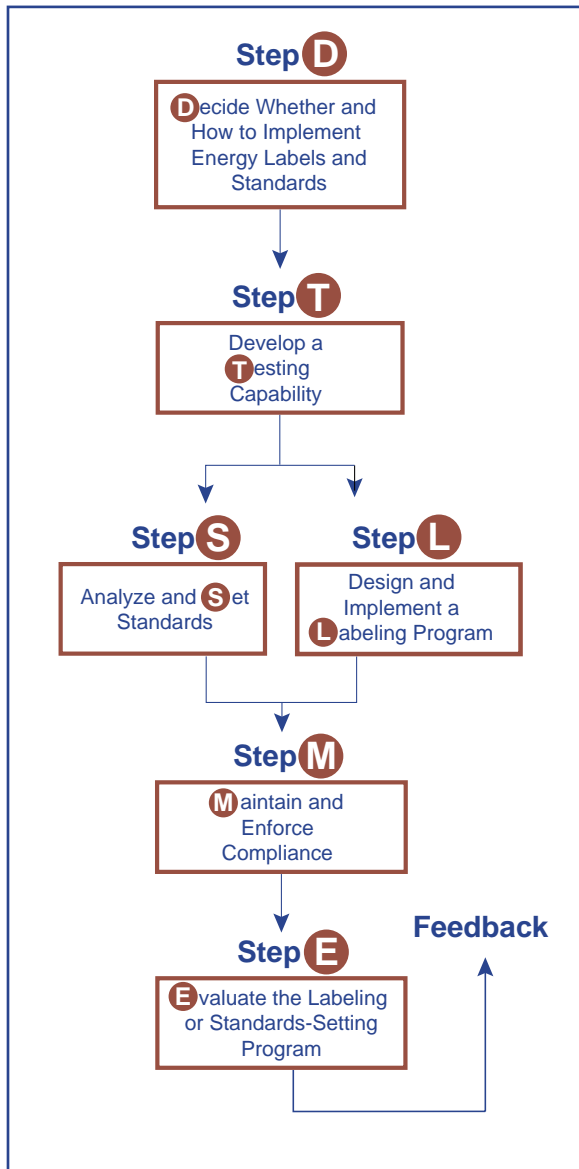 Step D
Decide Whether and
How to Implement
Energy Labels and
Standards
Step T
Develop a
Testing
Capability
Step S
Analyze and Set
Standards
Step L
Design and
Implement a
Labeling Program
Step M
Maintain and
Enforce
Compliance
Step E
Evaluate the Labeling
or Standards-Setting
Program
Feedback